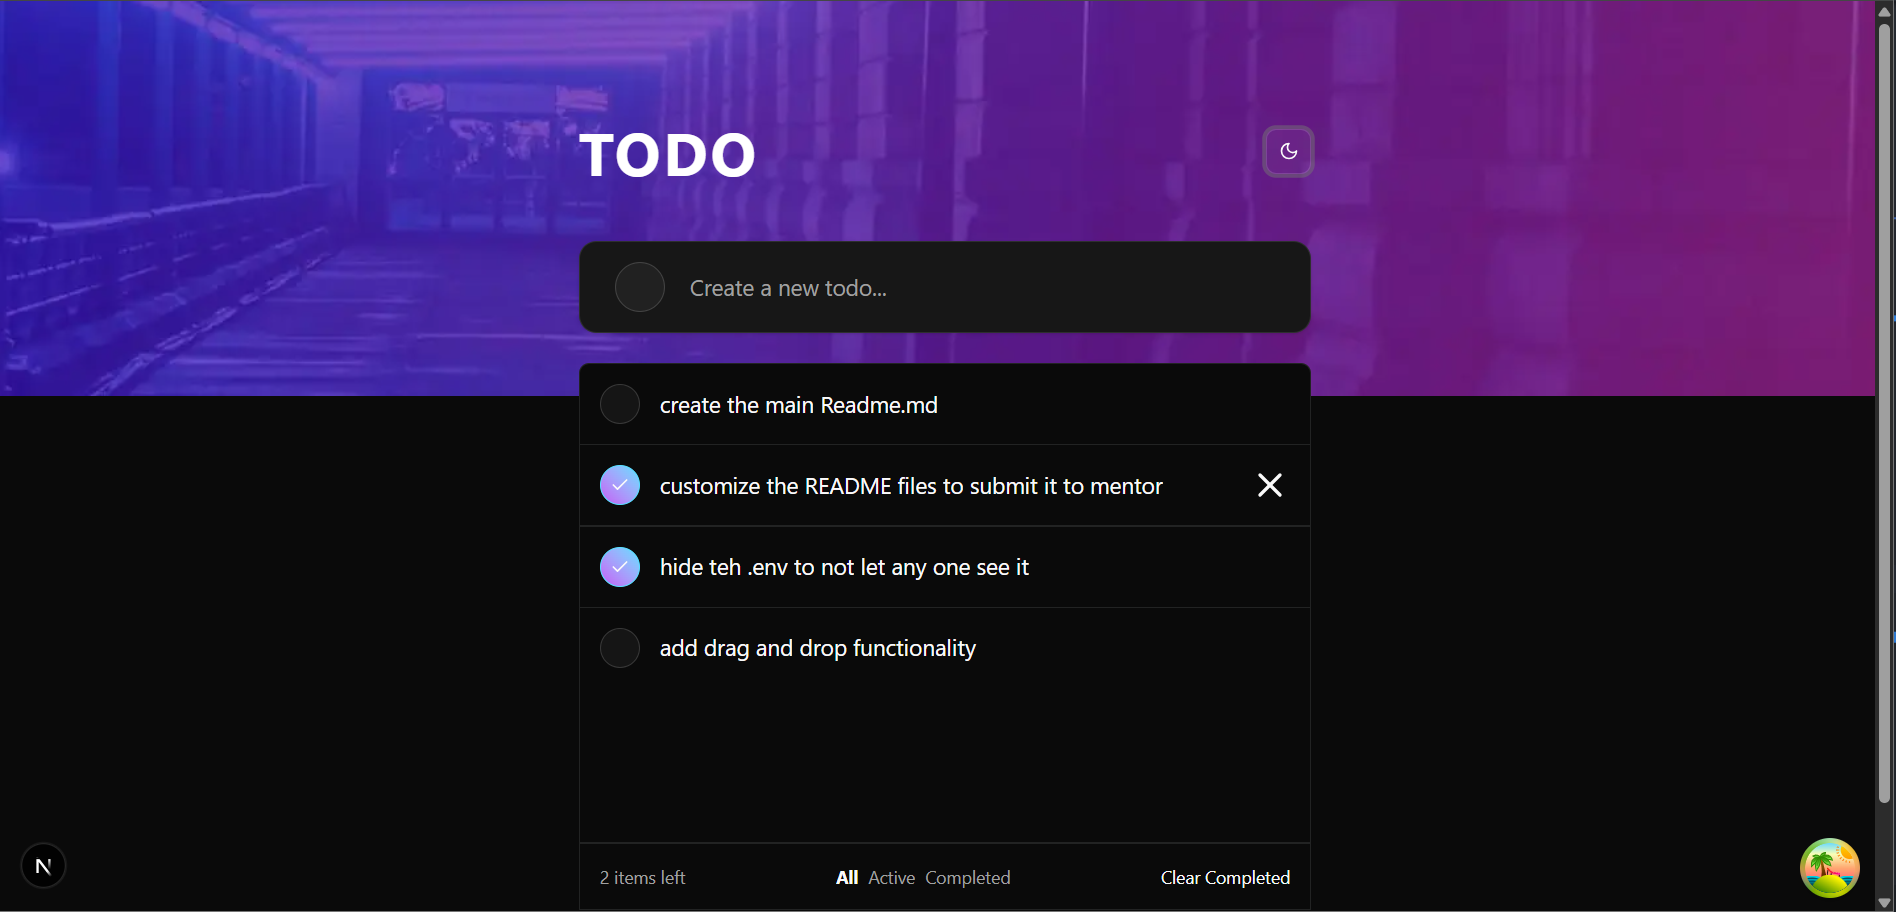 TODO
Create a new todo...
create the main Readme.md
customize the README files to submit it to mentor
hide teh .env to not let any one see it
add drag and drop functionality
2 items left All Active Completed Clear Completed
N